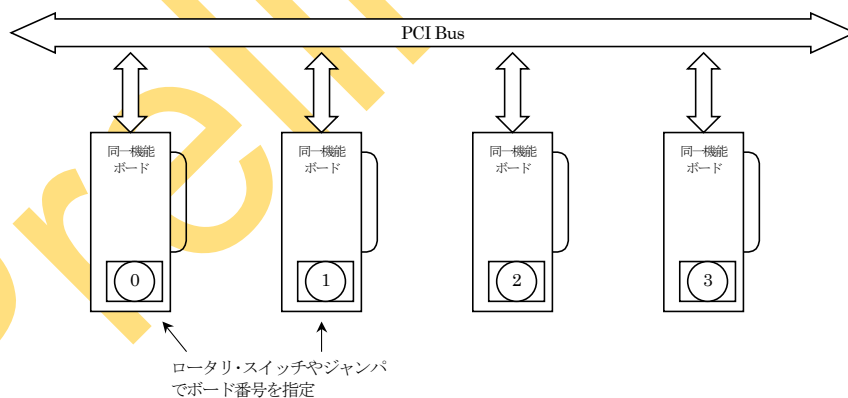 PCI Bus
同一機能
ボード
同一機能
ボード
同一機能
ボード
同一機能
ボード
0
1
2
3
ロータリ・スイッチやジャンパ
でボード番号を指定